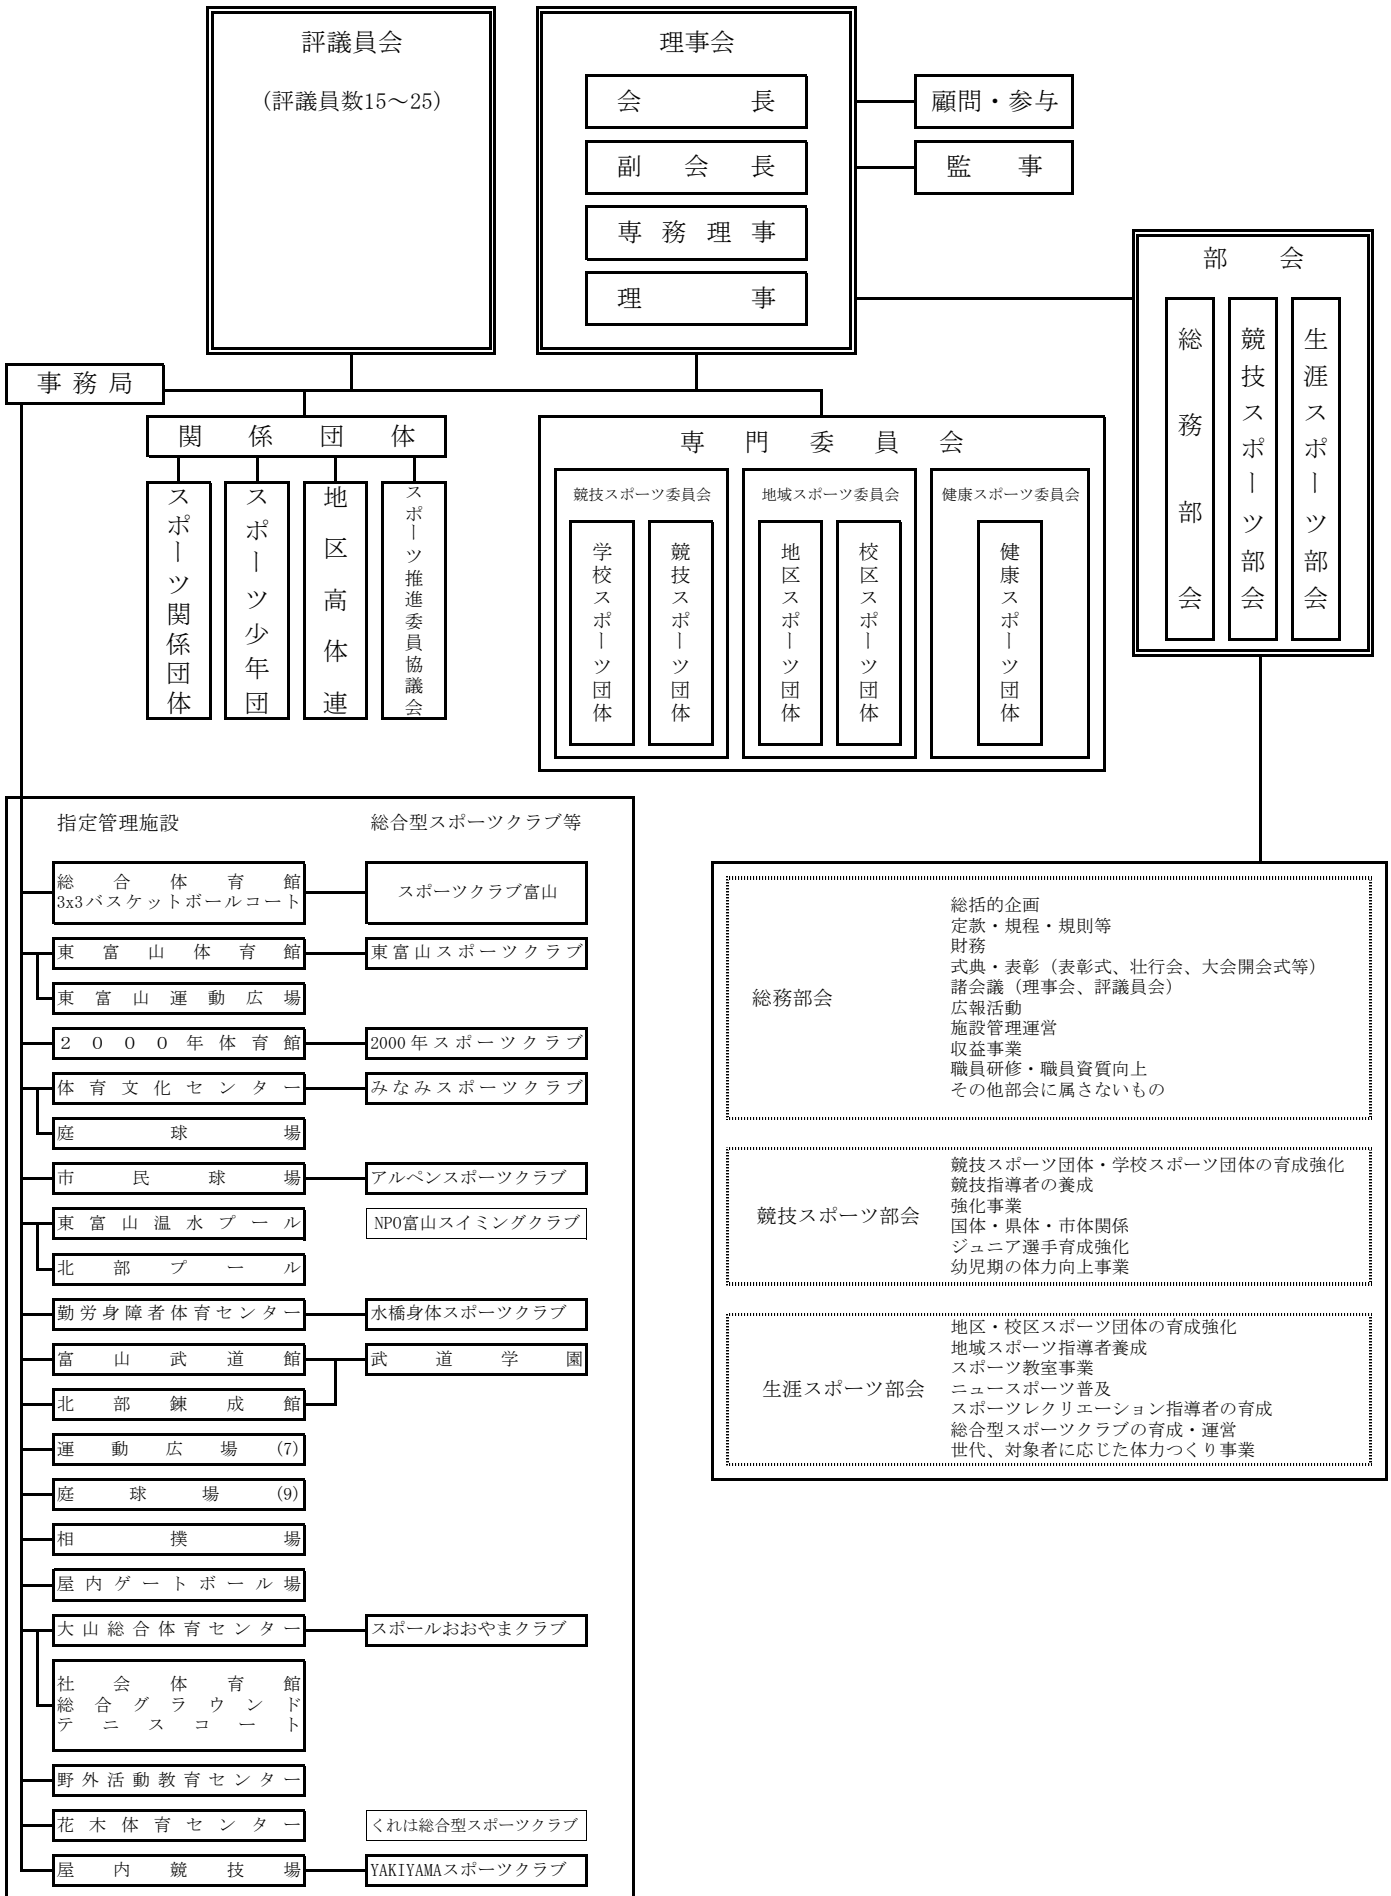 評議員会
(評議員数15～25)
理事会
会長
副会長
専務理事
理事
顧問・参与
監事
部会
総務部会
競技スポーツ部会
生涯スポーツ部会
事務局
関係団体
スポーツ関係団体
スポーツ少年団
地区高体連
スポーツ推進委員協議会
専門委員会
競技スポーツ委員会
学校スポーツ団体
競技スポーツ団体
地域スポーツ委員会
地区スポーツ団体
校区スポーツ団体
健康スポーツ委員会
健康スポーツ団体
指定管理施設
総合型スポーツクラブ等
総合体育館
3x3バスケットボールコート
スポーツクラブ富山
東富山体育館
東富山スポーツクラブ
東富山運動広場
２０００年体育館
2000年スポーツクラブ
体育文化センター
みなみスポーツクラブ
庭球場
市民球場
アルペンスポーツクラブ
東富山温水プール
NPO富山スイミングクラブ
北部プール
勤労身障者体育センター
水橋身体スポーツクラブ
富山武道館
武道学園
北部錬成館
運動広場(7)
庭球場(9)
相撲場
屋内ゲートボール場
大山総合体育センター
スポールおおやまクラブ
社会体育館
総合グラウンド
テニスコート
野外活動教育センター
花木体育センター
くれは総合型スポーツクラブ
屋内競技場
YAKIYAMAスポーツクラブ
総務部会
総括的企画
定款・規程・規則等
財務
式典・表彰（表彰式、壮行会、大会開会式等）
諸会議（理事会、評議員会）
広報活動
施設管理運営
収益事業
職員研修・職員資質向上
その他部会に属さないもの
競技スポーツ部会
競技スポーツ団体・学校スポーツ団体の育成強化
競技指導者の養成
強化事業
国体・県体・市体関係
ジュニア選手育成強化
幼児期の体力向上事業
生涯スポーツ部会
地区・校区スポーツ団体の育成強化
地域スポーツ指導者養成
スポーツ教室事業
ニュースポーツ普及
スポーツレクリエーション指導者の育成
総合型スポーツクラブの育成・運営
世代、対象者に応じた体力つくり事業